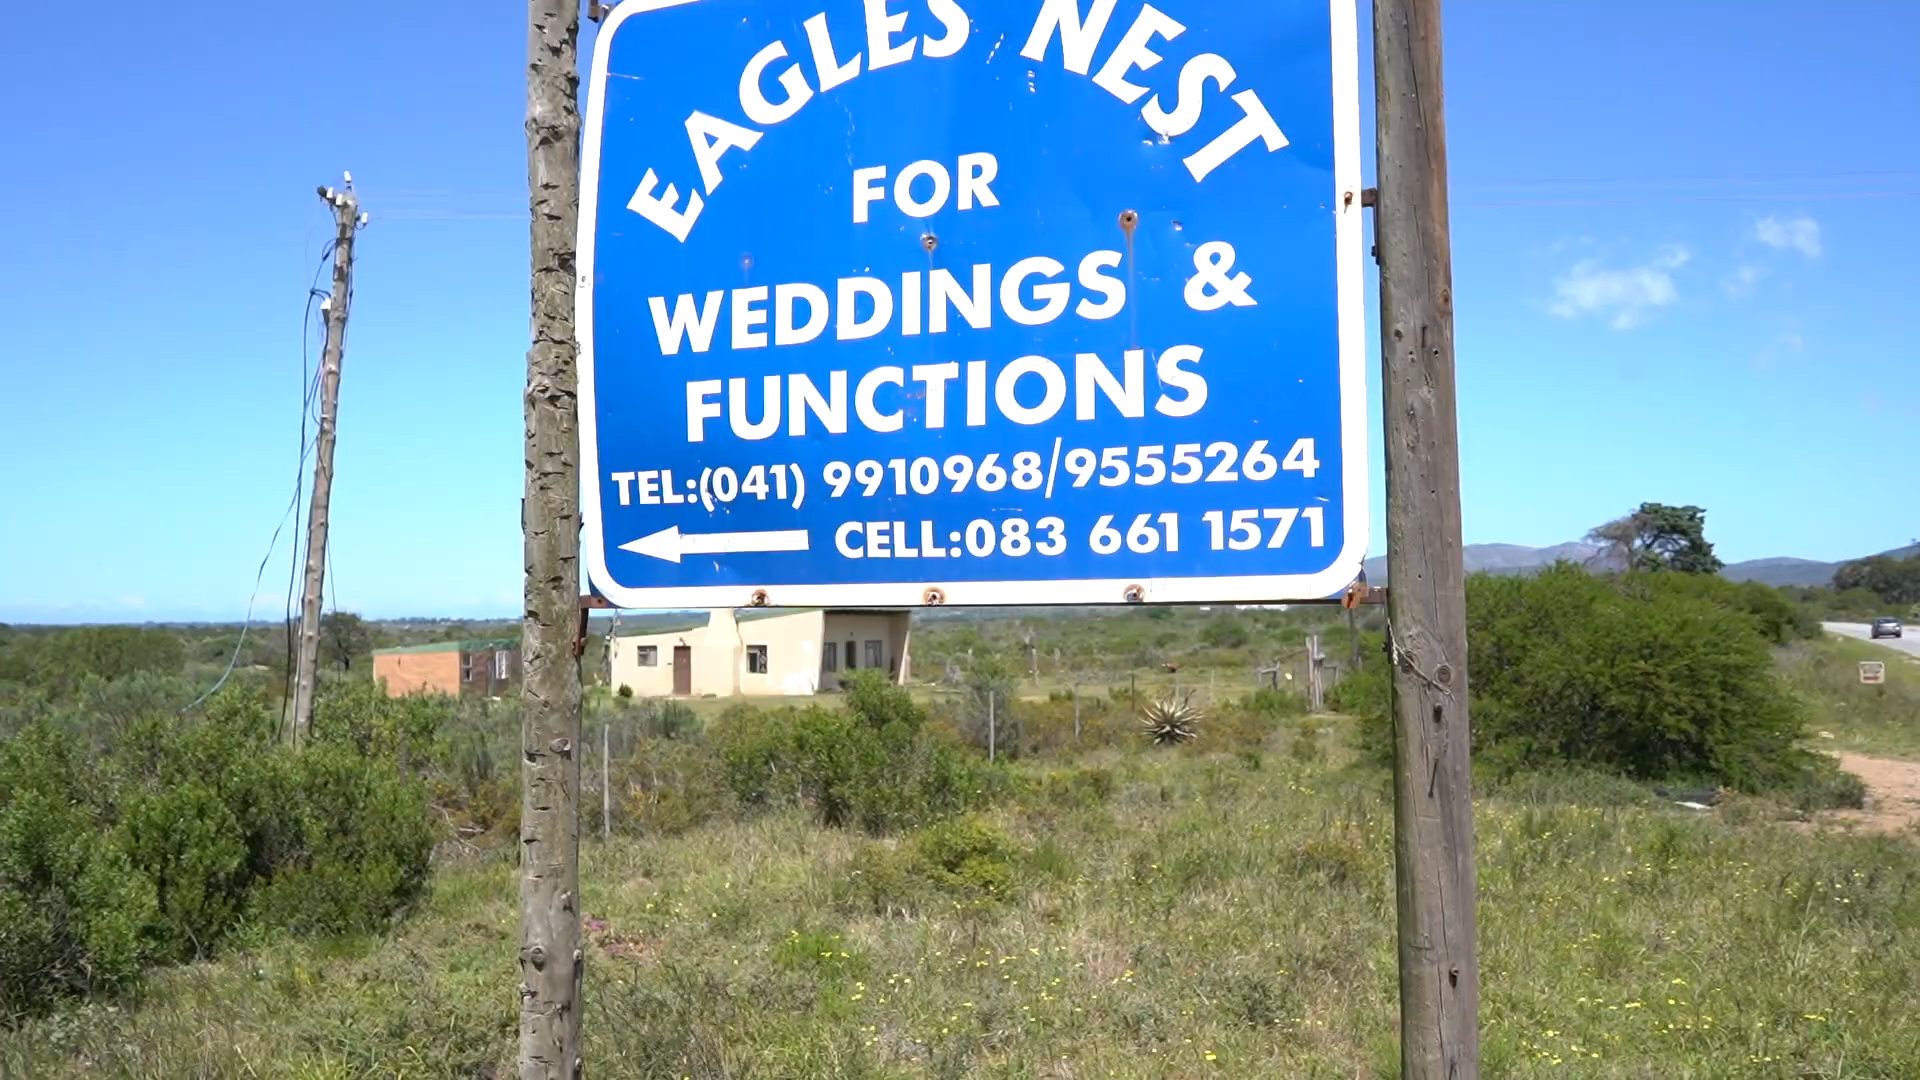 EAGLES NEST
FOR
WEDDINGS &
FUNCTIONS
TEL:(041) 9910968/9555264
CELL:083 661 1571